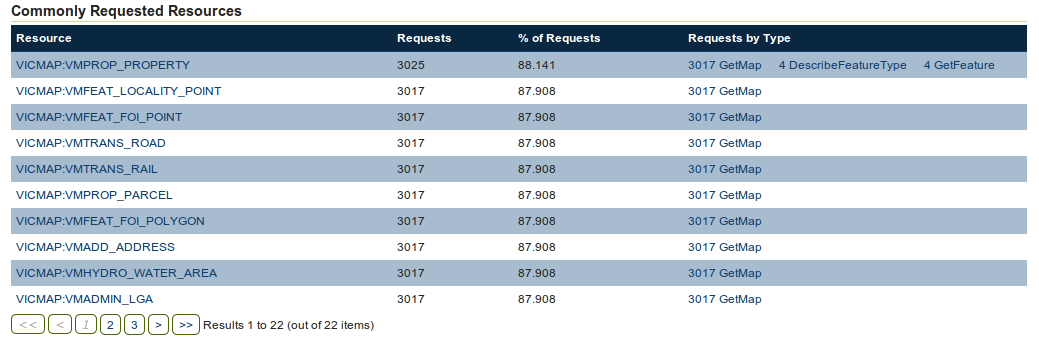 Commonly Requested Resources
Resource Requests % of Requests Requests by Type
VICMAP:VMPROP_PROPERTY 3025 88.141 3017 GetMap 4 DescribeFeatureType 4 GetFeature
VICMAP:VMFEAT_LOCALITY_POINT 3017 87.908 3017 GetMap
VICMAP:VMFEAT_FOI_POINT 3017 87.908 3017 GetMap
VICMAP:VMTRANS_ROAD 3017 87.908 3017 GetMap
VICMAP:VMTRANS_RAIL 3017 87.908 3017 GetMap
VICMAP:VMPROP_PARCEL 3017 87.908 3017 GetMap
VICMAP:VMFEAT_FOI_POLYGON 3017 87.908 3017 GetMap
VICMAP:VMADD_ADDRESS 3017 87.908 3017 GetMap
VICMAP:VMHYDRO_WATER_AREA 3017 87.908 3017 GetMap
VICMAP:VMADMIN_LGA 3017 87.908 3017 GetMap
<< < 1 2 3 > >> Results 1 to 22 (out of 22 items)